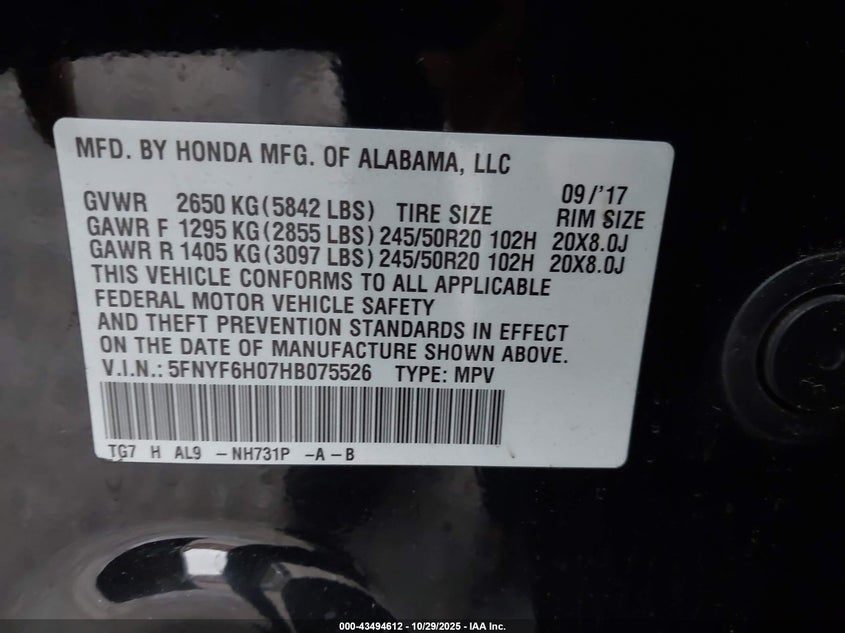 MFD. BY HONDA MFG. OF ALABAMA, LLC
09/'17
GVWR 2650 KG (5842 LBS) TIRE SIZE RIM SIZE
GAWR F 1295 KG (2855 LBS) 245/50R20 102H 20X8.0J
GAWR R 1405 KG (3097 LBS) 245/50R20 102H 20X8.0J
THIS VEHICLE CONFORMS TO ALL APPLICABLE
FEDERAL MOTOR VEHICLE SAFETY
AND THEFT PREVENTION STANDARDS IN EFFECT
ON THE DATE OF MANUFACTURE SHOWN ABOVE.
V.I.N.: 5FNYF6H07HB075526 TYPE: MPV
TG7 H AL9 -NH731P -A-B
000-43494612 - 10/29/2025 - IAA Inc.